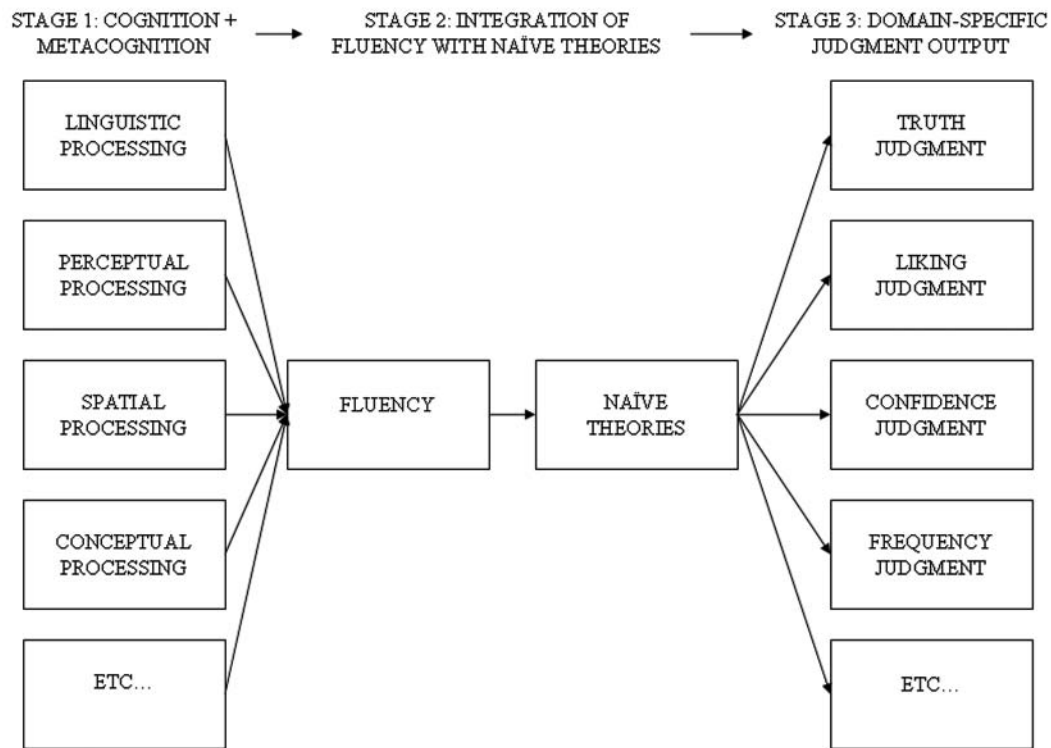 STAGE 1: COGNITION +
METACOGNITION
STAGE 2: INTEGRATION OF
FLUENCY WITH NAÏVE THEORIES
STAGE 3: DOMAIN-SPECIFIC
JUDGMENT OUTPUT
LINGUISTIC
PROCESSING
PERCEPTUAL
PROCESSING
SPATIAL
PROCESSING
CONCEPTUAL
PROCESSING
ETC...
FLUENCY
NAÏVE
THEORIES
TRUTH
JUDGMENT
LIKING
JUDGMENT
CONFIDENCE
JUDGMENT
FREQUENCY
JUDGMENT
ETC...